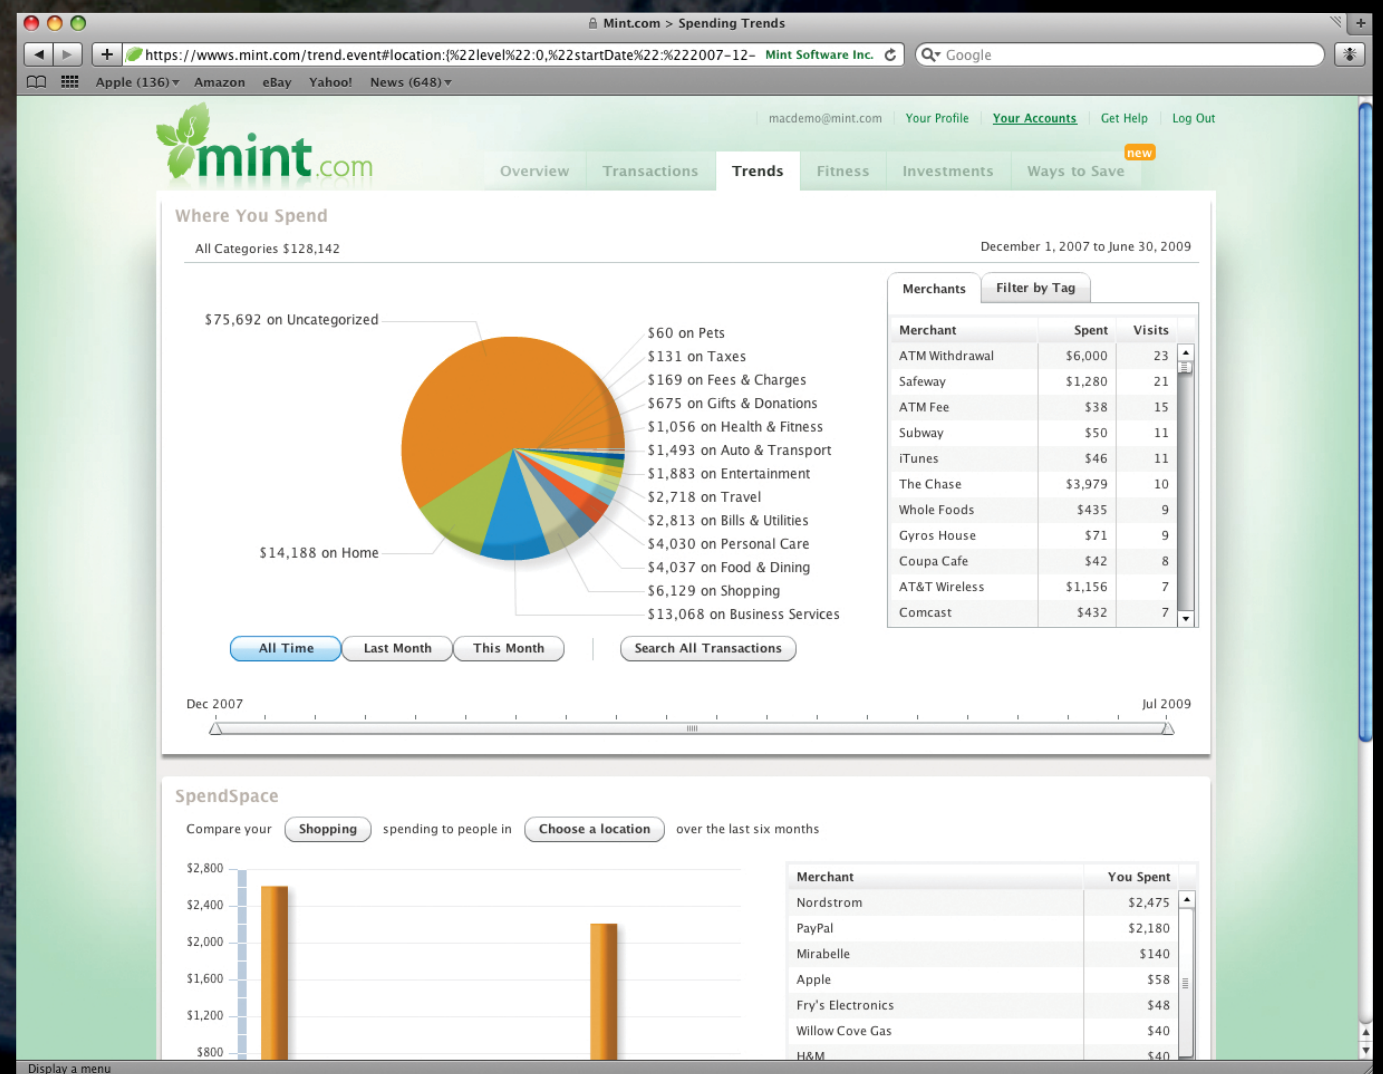 Mint.com > Spending Trends
https://wwws.mint.com/trend.event#location:{%22level%22:0,%22startDate%22:%222007-12- Mint Software Inc. Google
Apple (136) Amazon eBay Yahoo! News (648)
mint.com
macdemo@mint.com Your Profile Your Accounts Get Help Log Out
new
Overview Transactions Trends Fitness Investments Ways to Save
Where You Spend
All Categories $128,142
December 1, 2007 to June 30, 2009
$75,692 on Uncategorized
$14,188 on Home
$60 on Pets
$131 on Taxes
$169 on Fees & Charges
$675 on Gifts & Donations
$1,056 on Health & Fitness
$1,493 on Auto & Transport
$1,883 on Entertainment
$2,718 on Travel
$2,813 on Bills & Utilities
$4,030 on Personal Care
$4,037 on Food & Dining
$6,129 on Shopping
$13,068 on Business Services
Merchants Filter by Tag
Merchant Spent Visits
ATM Withdrawal $6,000 23
Safeway $1,280 21
ATM Fee $38 15
Subway $50 11
iTunes $46 11
The Chase $3,979 10
Whole Foods $435 9
Gyros House $71 9
Coupa Cafe $42 8
AT&T Wireless $1,156 7
Comcast $432 7
All Time Last Month This Month Search All Transactions
Dec 2007 Jul 2009
SpendSpace
Compare your Shopping spending to people in Choose a location over the last six months
$2,800
$2,400
$2,000
$1,600
$1,200
$800
Merchant You Spent
Nordstrom $2,475
PayPal $2,180
Mirabelle $140
Apple $58
Fry's Electronics $48
Willow Cove Gas $40
H&M $40
Display a menu